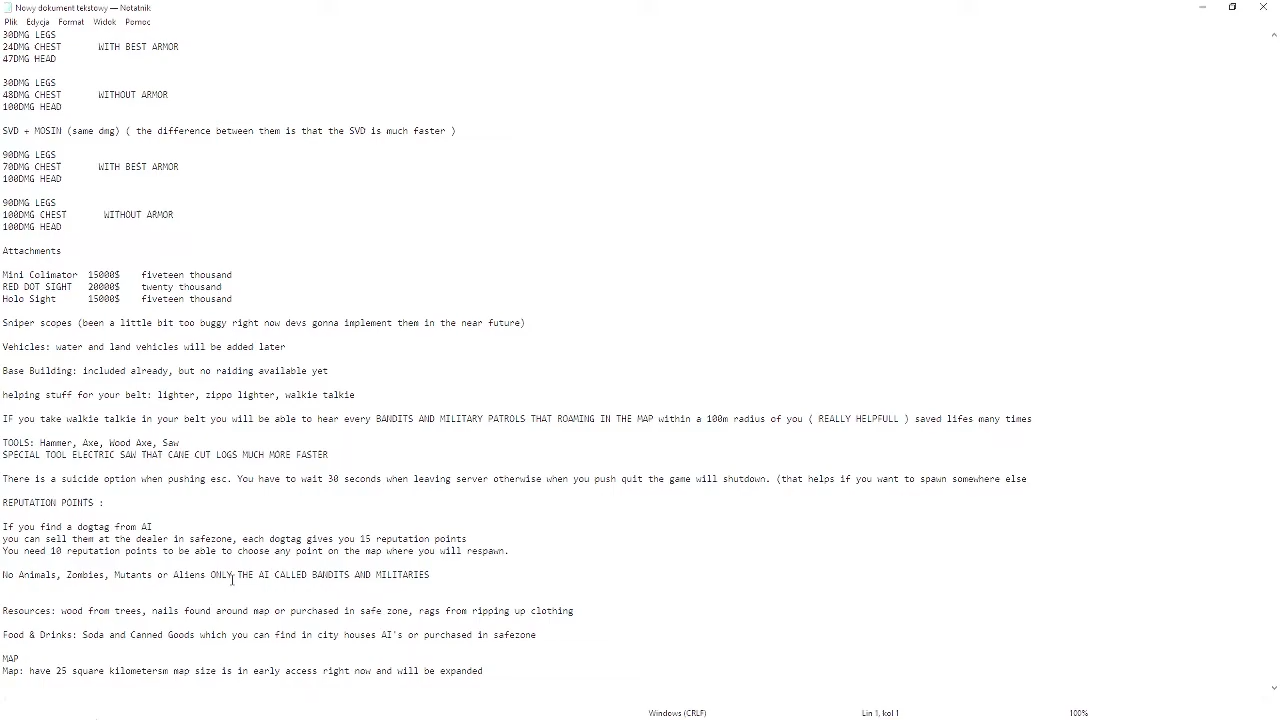 Nowy dokument tekstowy — Notatnik
Plik Edycja Format Widok Pomoc
30DMG LEGS
24DMG CHEST WITH BEST ARMOR
47DMG HEAD
30DMG LEGS
48DMG CHEST WITHOUT ARMOR
100DMG HEAD
SVD + MOSIN (same dmg) ( the difference between them is that the SVD is much faster )
90DMG LEGS
70DMG CHEST WITH BEST ARMOR
100DMG HEAD
90DMG LEGS
100DMG CHEST WITHOUT ARMOR
100DMG HEAD
Attachments
Mini Colimator 15000$ fiveteen thousand
RED DOT SIGHT 20000$ twenty thousand
Holo Sight 15000$ fiveteen thousand
Sniper scopes (been a little bit too buggy right now devs gonna implement them in the near future)
Vehicles: water and land vehicles will be added later
Base Building: included already, but no raiding available yet
helping stuff for your belt: lighter, zippo lighter, walkie talkie
IF you take walkie talkie in your belt you will be able to hear every BANDITS AND MILITARY PATROLS THAT ROAMING IN THE MAP within a 100m radius of you ( REALLY HELPFULL ) saved lifes many times
TOOLS: Hammer, Axe, Wood Axe, Saw
SPECIAL TOOL ELECTRIC SAW THAT CANE CUT LOGS MUCH MORE FASTER
There is a suicide option when pushing esc. You have to wait 30 seconds when leaving server otherwise when you push quit the game will shutdown. (that helps if you want to spawn somewhere else
REPUTATION POINTS :
If you find a dogtag from AI
you can sell them at the dealer in safezone, each dogtag gives you 15 reputation points
You need 10 reputation points to be able to choose any point on the map where you will respawn.
No Animals, Zombies, Mutants or Aliens ONLY THE AI CALLED BANDITS AND MILITARIES
Resources: wood from trees, nails found around map or purchased in safe zone, rags from ripping up clothing
Food & Drinks: Soda and Canned Goods which you can find in city houses AI's or purchased in safezone
MAP
Map: have 25 square kilometersm map size is in early access right now and will be expanded
Windows (CRLF) Lin 1, kol 1 100%